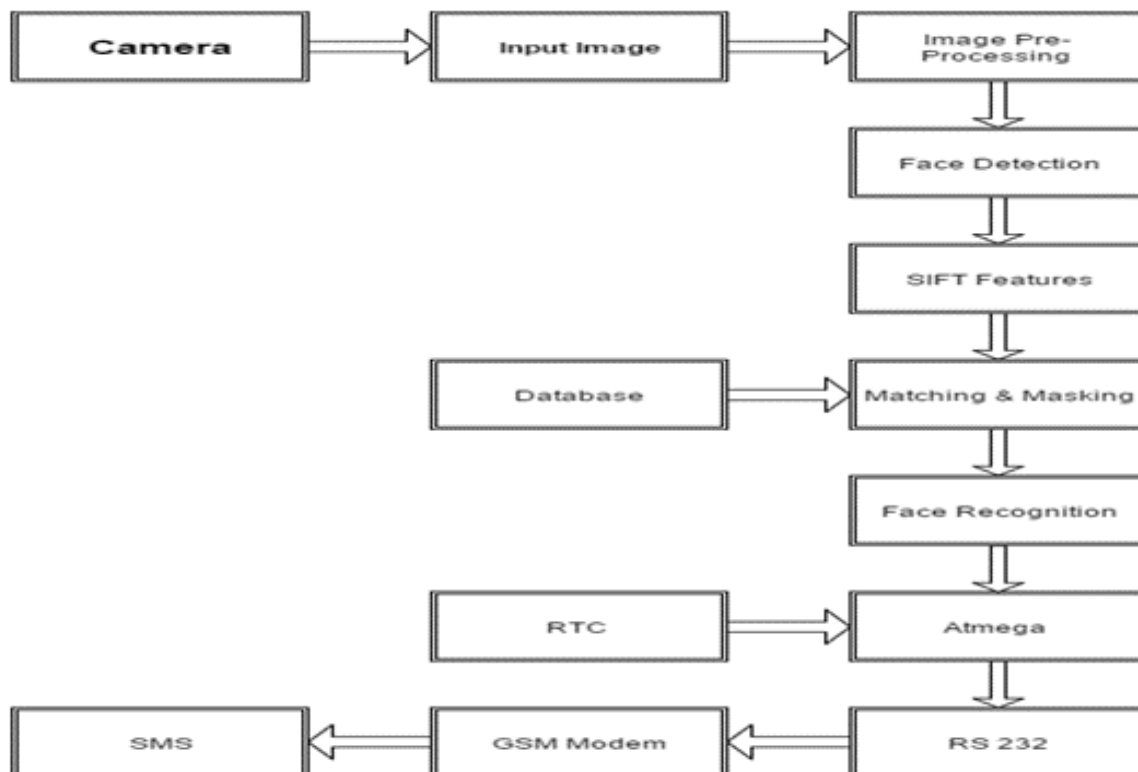 Camera
Input Image
Image Pre-
Processing
Face Detection
SIFT Features
Database
Matching & Masking
Face Recognition
RTC
Atmega
SMS
GSM Modem
RS 232